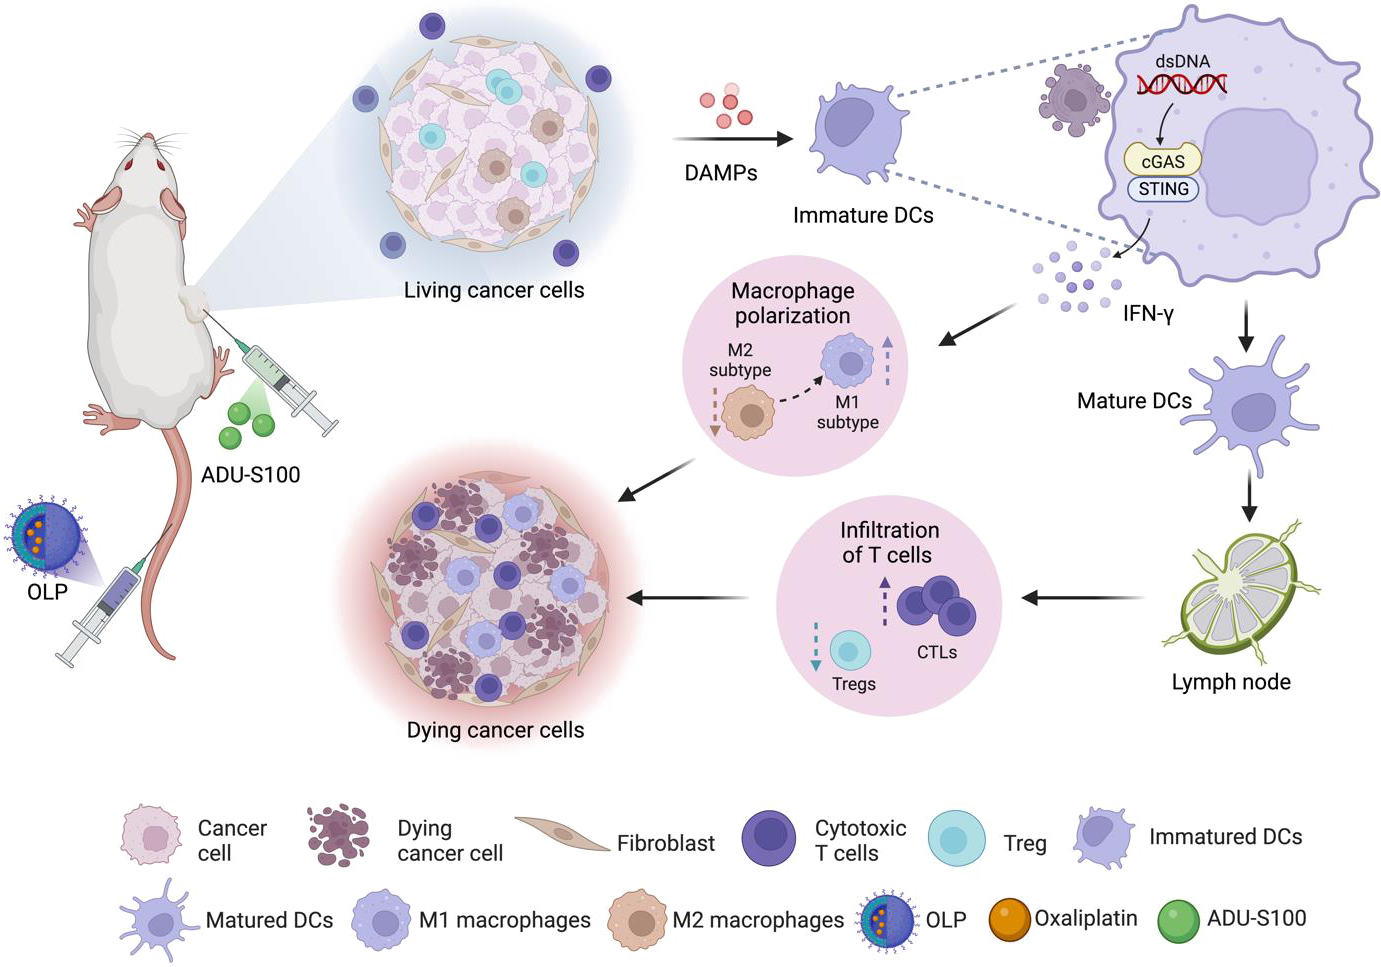 dsDNA
cGAS
STING
DAMPs
Immature DCs
Living cancer cells
IFN-γ
Macrophage
polarization
M2
subtype
M1
subtype
Mature DCs
ADU-S100
OLP
Infiltration
of T cells
CTLs
Tregs
Lymph node
Dying cancer cells
Cancer
cell
Dying
cancer cell
Fibroblast
Cytotoxic
T cells
Treg
Immatured DCs
Matured DCs
M1 macrophages
M2 macrophages
OLP
Oxaliplatin
ADU-S100